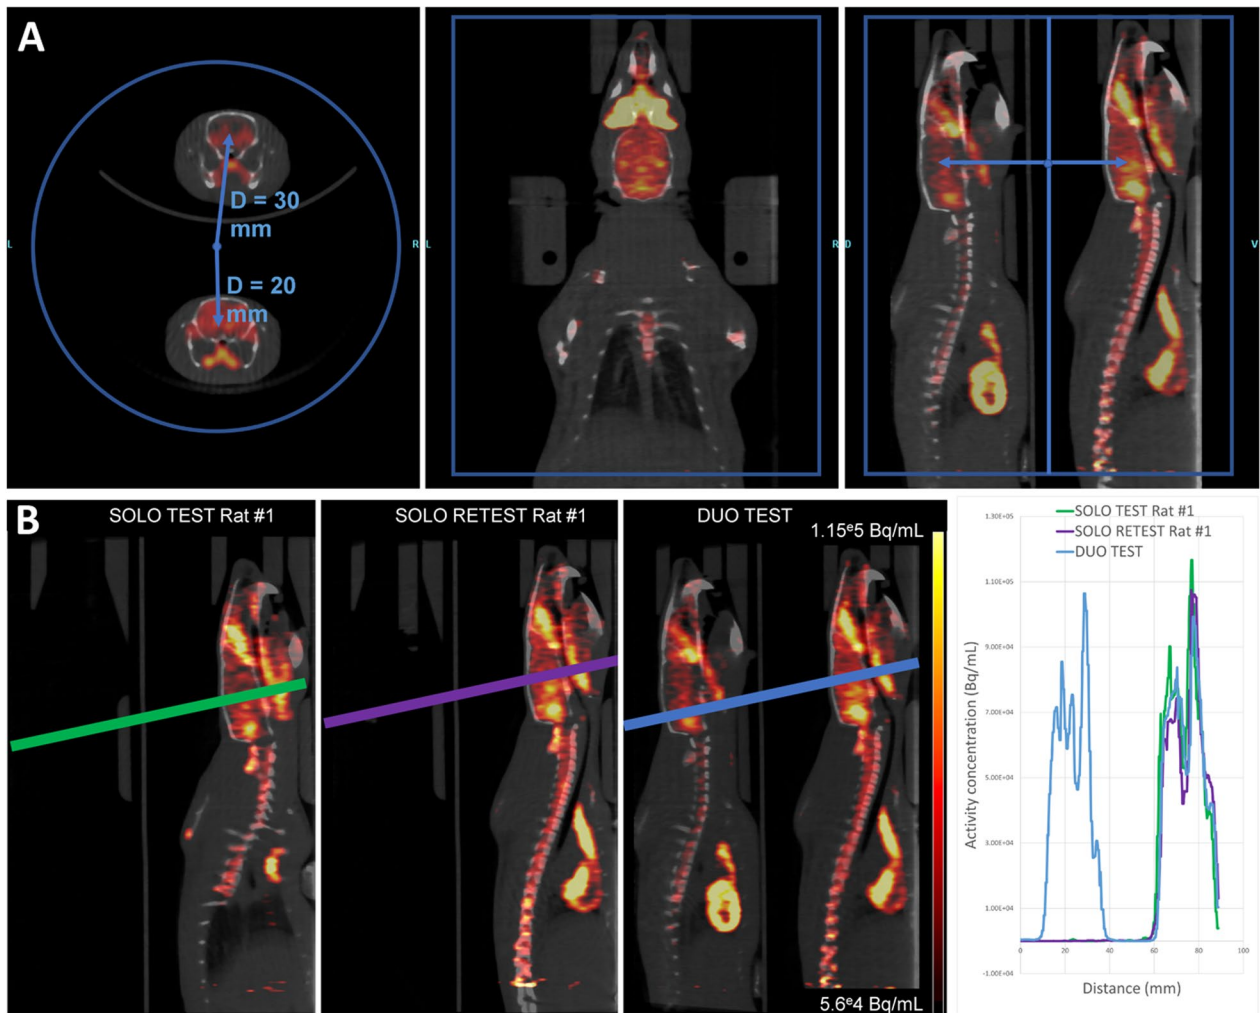 A
D = 30
mm
D = 20
mm
L
R
L
R
D
V
B
SOLO TEST Rat #1
SOLO RETEST Rat #1
DUO TEST
1.15e5 Bq/mL
5.6e4 Bq/mL
SOLO TEST Rat #1
SOLO RETEST Rat #1
DUO TEST
Activity concentration (Bq/mL)
1.30E+05
1.10E+05
9.00E+04
7.00E+04
5.00E+04
3.00E+04
1.00E+04
-1.00E+04
0
20
40
60
80
100
Distance (mm)